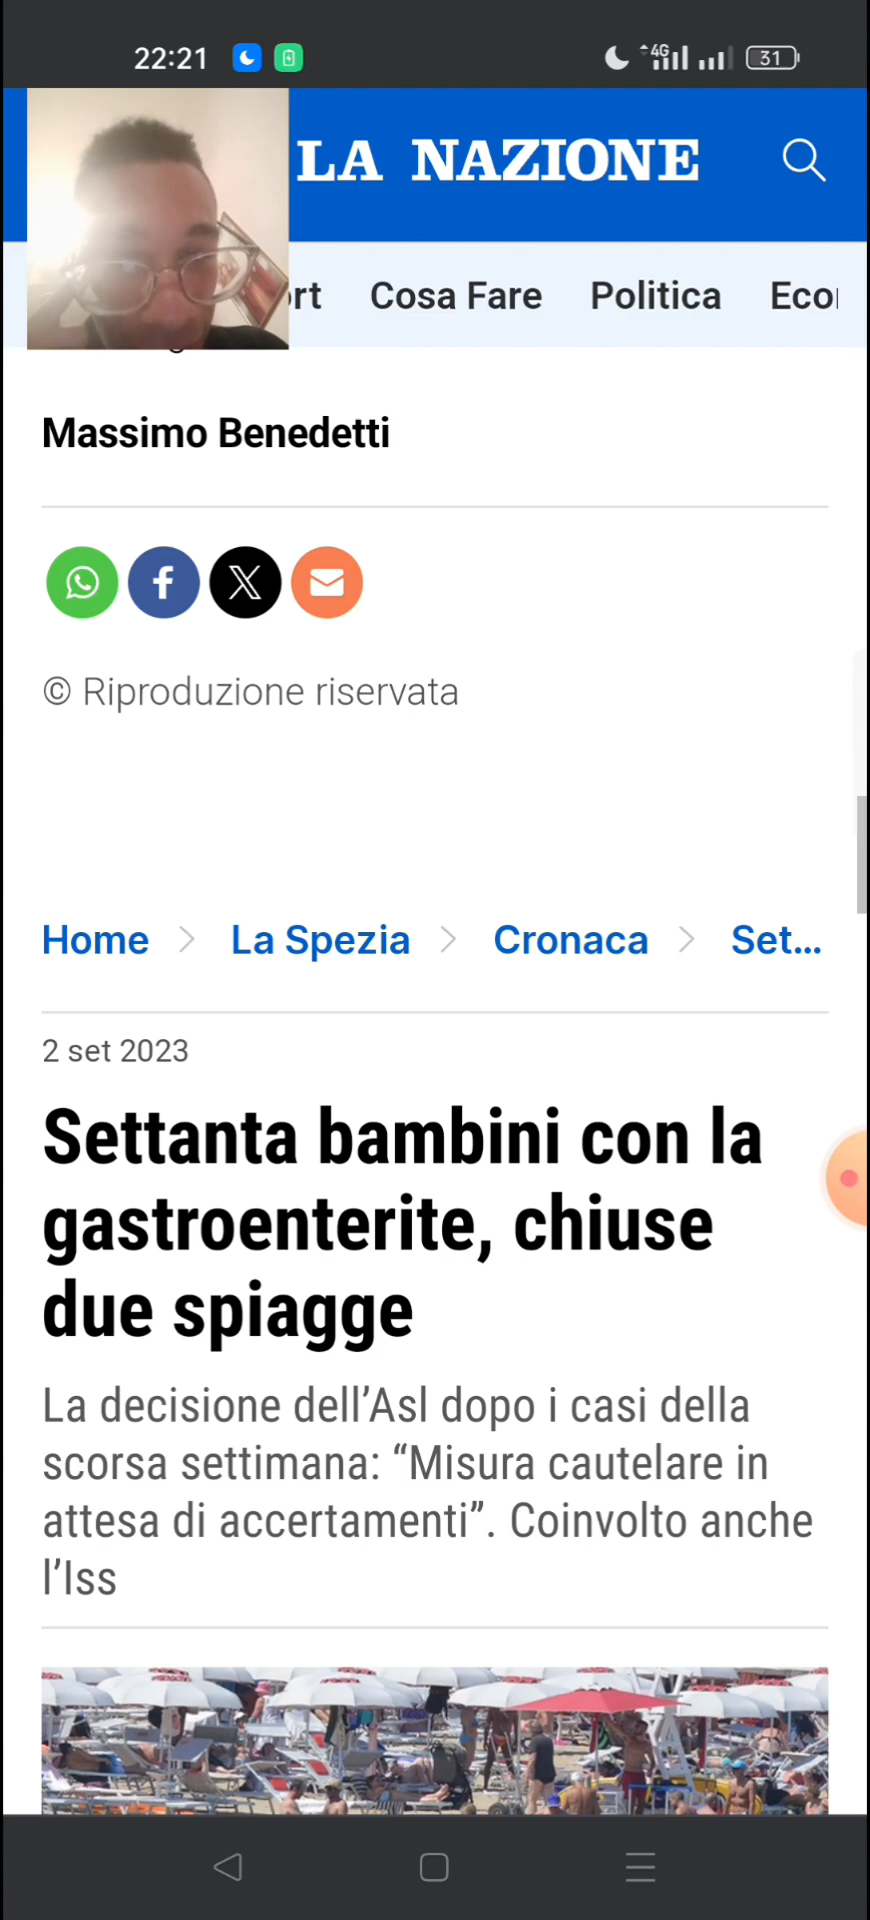 22:21
4G
31
LA NAZIONE
Cosa Fare
Politica
Massimo Benedetti
© Riproduzione riservata
Home > La Spezia > Cronaca > Set...
2 set 2023
Settanta bambini con la
gastroenterite, chiuse
due spiagge
La decisione dell’Asl dopo i casi della
scorsa settimana: “Misura cautelare in
attesa di accertamenti”. Coinvolto anche
l’Iss